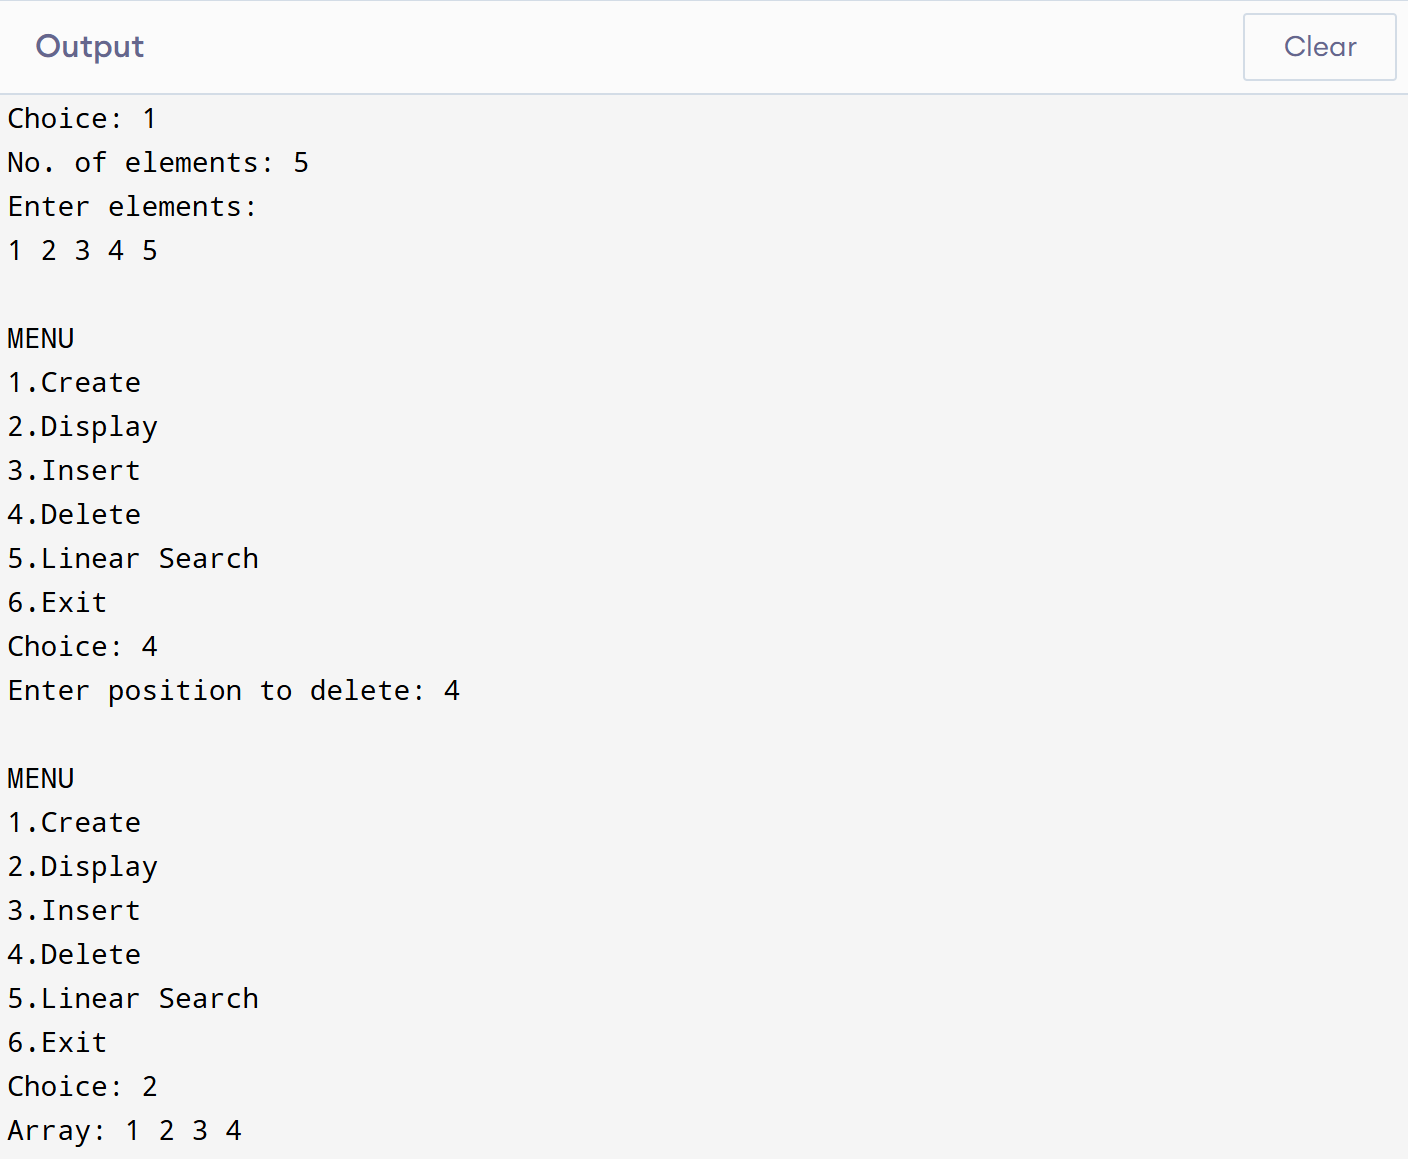 Output
Clear
Choice: 1
No. of elements: 5
Enter elements:
1 2 3 4 5
MENU
1.Create
2.Display
3.Insert
4.Delete
5.Linear Search
6.Exit
Choice: 4
Enter position to delete: 4
MENU
1.Create
2.Display
3.Insert
4.Delete
5.Linear Search
6.Exit
Choice: 2
Array: 1 2 3 4